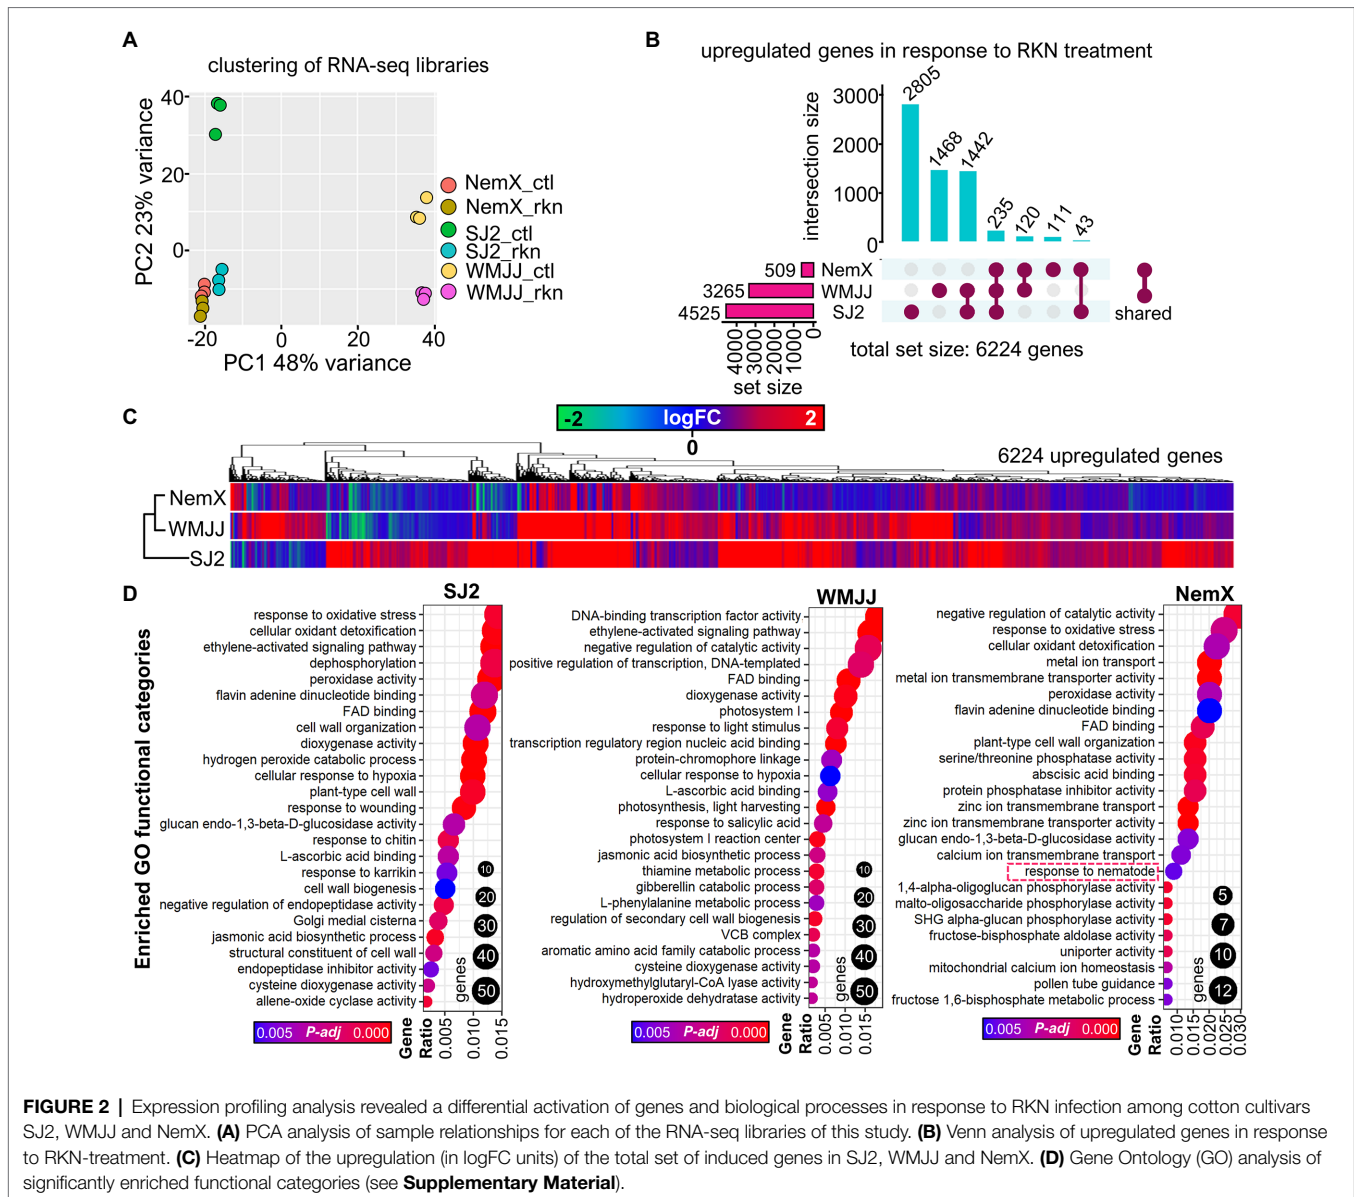 A
clustering of RNA-seq libraries
PC2 23% variance
40
20
0
-20
0
20
40
PC1 48% variance
NemX_ctl
NemX_rkn
SJ2_ctl
SJ2_rkn
WMJJ_ctl
WMJJ_rkn
B
upregulated genes in response to RKN treatment
intersection size
3000
2000
1000
0
2805
1468
1442
235
120
111
43
509 NemX
3265 WMJJ
4525 SJ2
shared
4000
3000
2000
1000
0
set size
total set size: 6224 genes
C
-2 logFC 2
0
6224 upregulated genes
NemX
WMJJ
SJ2
D
Enriched GO functional categories
SJ2
response to oxidative stress
cellular oxidant detoxification
ethylene-activated signaling pathway
dephosphorylation
peroxidase activity
flavin adenine dinucleotide binding
FAD binding
cell wall organization
dioxygenase activity
hydrogen peroxide catabolic process
cellular response to hypoxia
plant-type cell wall
response to wounding
glucan endo-1,3-beta-D-glucosidase activity
response to chitin
L-ascorbic acid binding
response to karrikin
cell wall biogenesis
negative regulation of endopeptidase activity
Golgi medial cisterna
jasmonic acid biosynthetic process
structural constituent of cell wall
endopeptidase inhibitor activity
cysteine dioxygenase activity
allene-oxide cyclase activity
10
20
30
40
50
genes
0.005 P-adj 0.000
Gene
Ratio
0.005
0.010
0.015
WMJJ
DNA-binding transcription factor activity
ethylene-activated signaling pathway
negative regulation of catalytic activity
positive regulation of transcription, DNA-templated
FAD binding
dioxygenase activity
photosystem I
response to light stimulus
transcription regulatory region nucleic acid binding
protein-chromophore linkage
cellular response to hypoxia
L-ascorbic acid binding
photosynthesis, light harvesting
response to salicylic acid
photosystem I reaction center
jasmonic acid biosynthetic process
thiamine metabolic process
gibberellin catabolic process
L-phenylalanine metabolic process
regulation of secondary cell wall biogenesis
VCB complex
aromatic amino acid family catabolic process
cysteine dioxygenase activity
hydroxymethylglutaryl-CoA lyase activity
hydroperoxide dehydratase activity
10
20
30
40
50
genes
0.005 P-adj 0.000
Gene
Ratio
0.005
0.010
0.015
NemX
negative regulation of catalytic activity
response to oxidative stress
cellular oxidant detoxification
metal ion transport
metal ion transmembrane transporter activity
peroxidase activity
flavin adenine dinucleotide binding
FAD binding
plant-type cell wall organization
serine/threonine phosphatase activity
abscisic acid binding
protein phosphatase inhibitor activity
zinc ion transmembrane transport
zinc ion transmembrane transporter activity
glucan endo-1,3-beta-D-glucosidase activity
calcium ion transmembrane transport
response to nematode
1,4-alpha-oligoglucan phosphorylase activity
malto-oligosaccharide phosphorylase activity
SHG alpha-glucan phosphorylase activity
fructose-bisphosphate aldolase activity
uniporter activity
mitochondrial calcium ion homeostasis
pollen tube guidance
fructose 1,6-bisphosphate metabolic process
5
7
10
12
genes
0.005 P-adj 0.000
Gene
Ratio
0.010
0.015
0.020
0.025
0.030
FIGURE 2 | Expression profiling analysis revealed a differential activation of genes and biological processes in response to RKN infection among cotton cultivars
SJ2, WMJJ and NemX. (A) PCA analysis of sample relationships for each of the RNA-seq libraries of this study. (B) Venn analysis of upregulated genes in response
to RKN-treatment. (C) Heatmap of the upregulation (in logFC units) of the total set of induced genes in SJ2, WMJJ and NemX. (D) Gene Ontology (GO) analysis of
significantly enriched functional categories (see Supplementary Material).